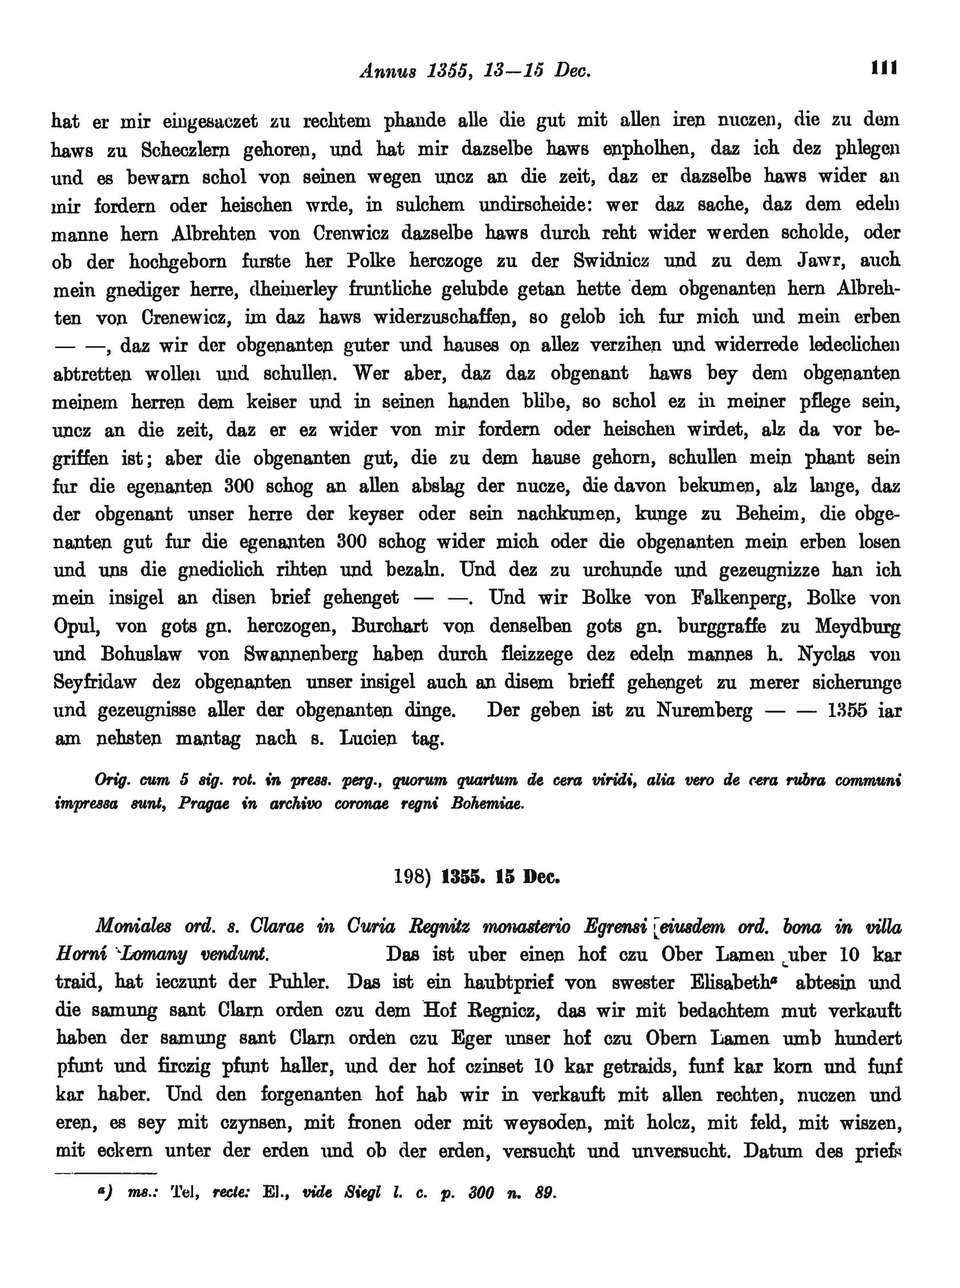 Annus 1355, 13—15 Dec. 111
hat er mir eingesaczet zu rechtem phande alle die gut mit allen iren nuczen, die zu dem
haws zu Scheczlern gehoren, und hat mir dazselbe haws enpholhen, daz ich dez phlegen
und es bewarn schol von seinen wegen uncz an die zeit, daz er dazselbe haws wider an
mir fordern oder heischen wrde, in sulchem undirscheide: wer daz sache, daz dem edeln
manne hern Albrehten von Crenwicz dazselbe haws durch reht wider werden scholde, oder
ob der hochgeborn furste her Polke herczoge zu der Swidnicz und zu dem Jawr, auch
mein gnediger herre, dheinerley fruntliche gelubde getan hette dem obgenanten hern Albreh-
ten von Crenewicz, im daz haws widerzuschaffen, so gelob ich fur mich und mein erben
— —, daz wir der obgenanten guter und hauses on allez verzihen und widerrede ledeclichen
abtretten wollen und schullen. Wer aber, daz daz obgenant haws bey dem obgenanten
meinem herren dem keiser und in seinen handen blibe, so schol ez in meiner pflege sein,
uncz an die zeit, daz er ez wider von mir fordern oder heischen wirdet, alz da vor be-
griffen ist; aber die obgenanten gut, die zu dem hause gehorn, schullen mein phant sein
fur die egenanten 300 schog an allen abslag der nucze, die davon bekumen, alz lange, daz
der obgenant unser herre der keyser oder sein nachkumen, kunge zu Beheim, die obge-
nanten gut fur die egenanten 300 schog wider mich oder die obgenanten mein erben losen
und uns die gnediclich rihten und bezaln. Und dez zu urchunde und gezeugnizze han ich
mein insigel an disen brief gehenget — —. Und wir Bolke von Falkenperg, Bolke von
Opul, von gots gn. herczogen, Burchart von denselben gots gn. burggraffe zu Meydburg
und Bohuslaw von Swannenberg haben durch fleizzege dez edeln mannes h. Nyclas von
Seyfridaw dez obgenanten unser insigel auch an disem brieff gehenget zu merer sicherunge
und gezeugnisse aller der obgenanten dinge. Der geben ist zu Nuremberg — — 1355 iar
am nehsten mantag nach s. Lucien tag.
Orig. cum 5 sig. rot. in press. perg., quorum quartum de cera viridi, alia vero de cera rubra communi
impressa sunt, Pragae in archivo coronae regni Bohemiae.
198) 1355. 15 Dec.
Moniales ord. s. Clarae in Curia Regnitz monasterio Egrensi eiusdem ord. bona in villa
Horní Lomany vendunt. Das ist uber einen hof czu Ober Lamen uber 10 kar
traid, hat ieczunt der Puhler. Das ist ein haubtprief von swester Elisabethᵃ abtesin und
die samung sant Clarn orden czu dem Hof Regnicz, das wir mit bedachtem mut verkauft
haben der samung sant Clarn orden czu Eger unser hof czu Obern Lamen umb hundert
pfunt und firczig pfunt haller, und der hof czinset 10 kar getraids, funf kar korn und funf
kar haber. Und den forgenanten hof hab wir in verkauft mit allen rechten, nuczen und
eren, es sey mit czynsen, mit fronen oder mit weysoden, mit holcz, mit feld, mit wiszen,
mit eckern unter der erden und ob der erden, versucht und unversucht. Datum des priefs
ᵃ) ms.: Tel, recte: El., vide Siegl l. c. p. 300 n. 89.